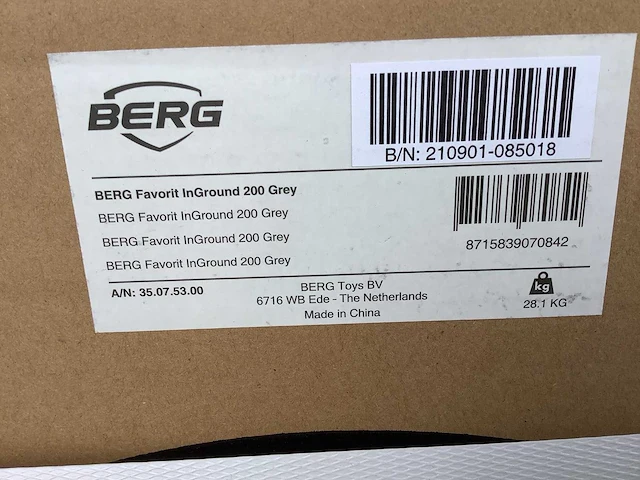 BERG
B/N: 210901-085018
BERG Favorit InGround 200 Grey
BERG Favorit InGround 200 Grey
BERG Favorit InGround 200 Grey
BERG Favorit InGround 200 Grey
8715839070842
A/N: 35.07.53.00
BERG Toys BV
6716 WB Ede - The Netherlands
Made in China
kg
28.1 KG